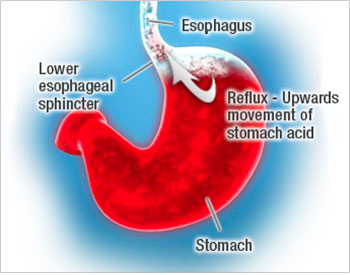 Esophagus
Lower
esophageal
sphincter
Reflux - Upwards
movement of
stomach acid
Stomach